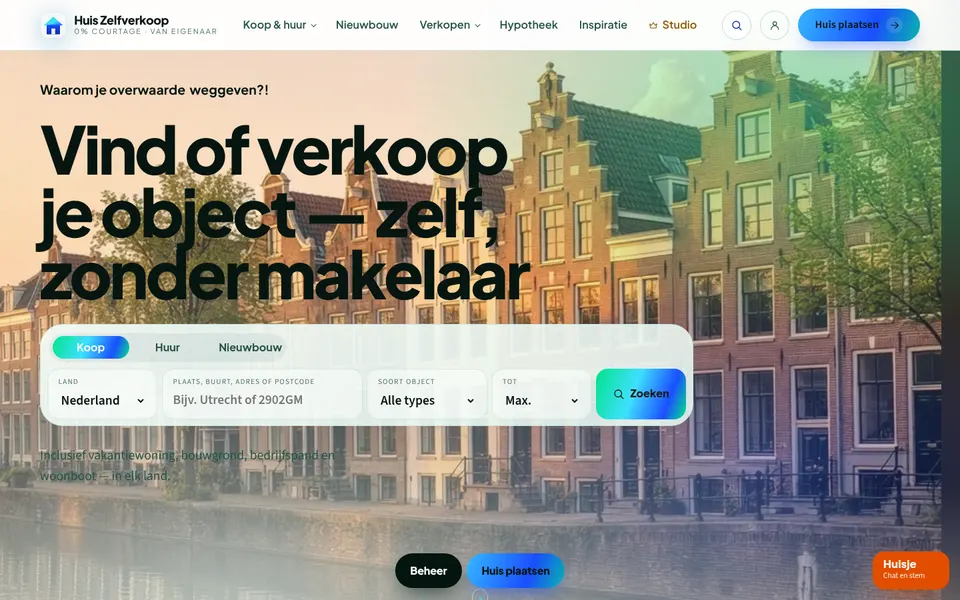 Huis Zelfverkoop
0% COURTAGE · VAN EIGENAAR
Koop & huur
Nieuwbouw
Verkopen
Hypotheek
Inspiratie
Studio
Huis plaatsen
Waarom je overwaarde weggeven?!
Vind of verkoop
je object — zelf,
zonder makelaar
Koop
Huur
Nieuwbouw
LAND
Nederland
PLAATS, BUURT, ADRES OF POSTCODE
Bijv. Utrecht of 2902GM
SOORT OBJECT
Alle types
TOT
Max.
Zoeken
Inclusief vakantiewoning, bouwgrond, bedrijfspand en
woonboot — in elk land.
Beheer
Huis plaatsen
Huisje
Chat en stem